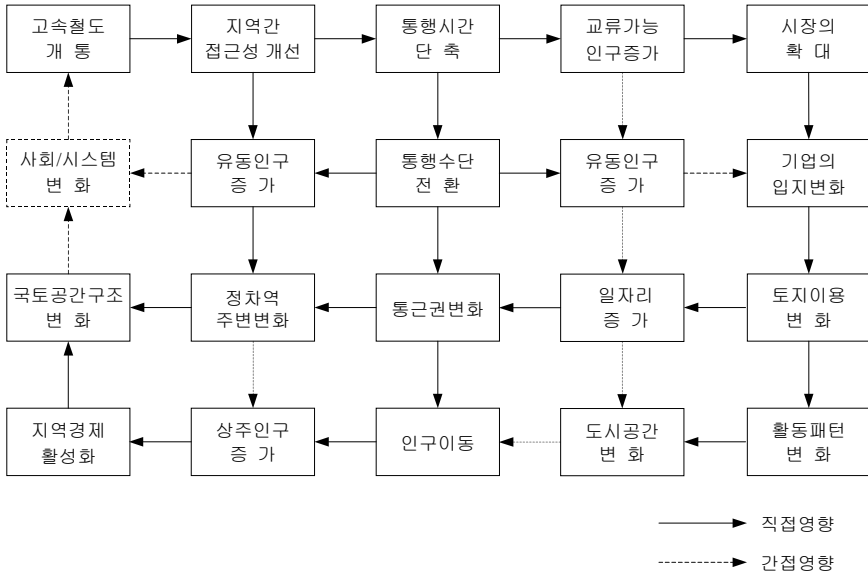 고속철도
개 통
지역간
접근성 개선
통행시간
단 축
교류가능
인구증가
시장의
확 대
사회/시스템
변 화
유동인구
증 가
통행수단
전 환
유동인구
증 가
기업의
입지변화
국토공간구조
변 화
정차역
주변변화
통근권변화
일자리
증 가
토지이용
변 화
지역경제
활성화
상주인구
증 가
인구이동
도시공간
변 화
활동패턴
변 화
직접영향
간접영향